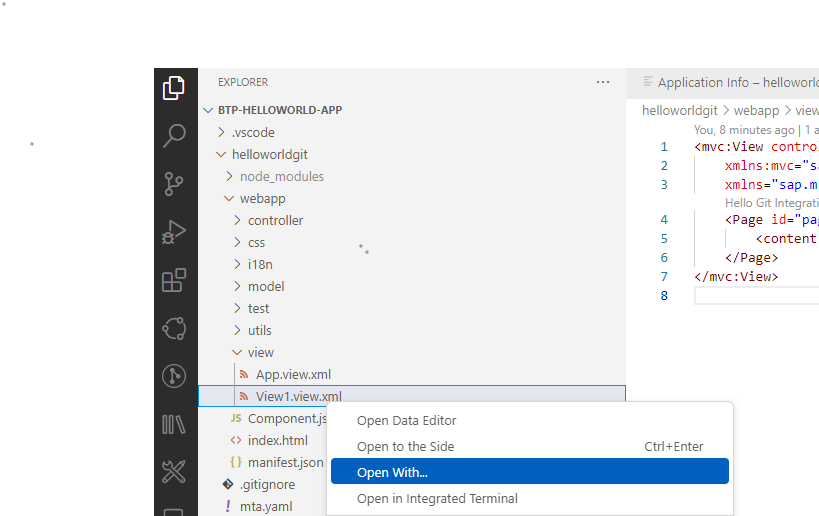 EXPLORER
...
Application Info – helloworld
BTP-HELLOWORLD-APP
.vscode
helloworldgit
node_modules
webapp
controller
css
i18n
model
test
utils
view
App.view.xml
View1.view.xml
JS Component.js
<> index.html
{} manifest.json
.gitignore
! mta.yaml
helloworldgit > webapp > view
You, 8 minutes ago | 1 a
1 <mvc:View contro
2 xmlns:mvc="s
3 xmlns="sap.m
Hello Git Integrati
4 <Page id="pa
5 <content
6 </Page>
7 </mvc:View>
8
Open Data Editor
Open to the Side Ctrl+Enter
Open With...
Open in Integrated Terminal